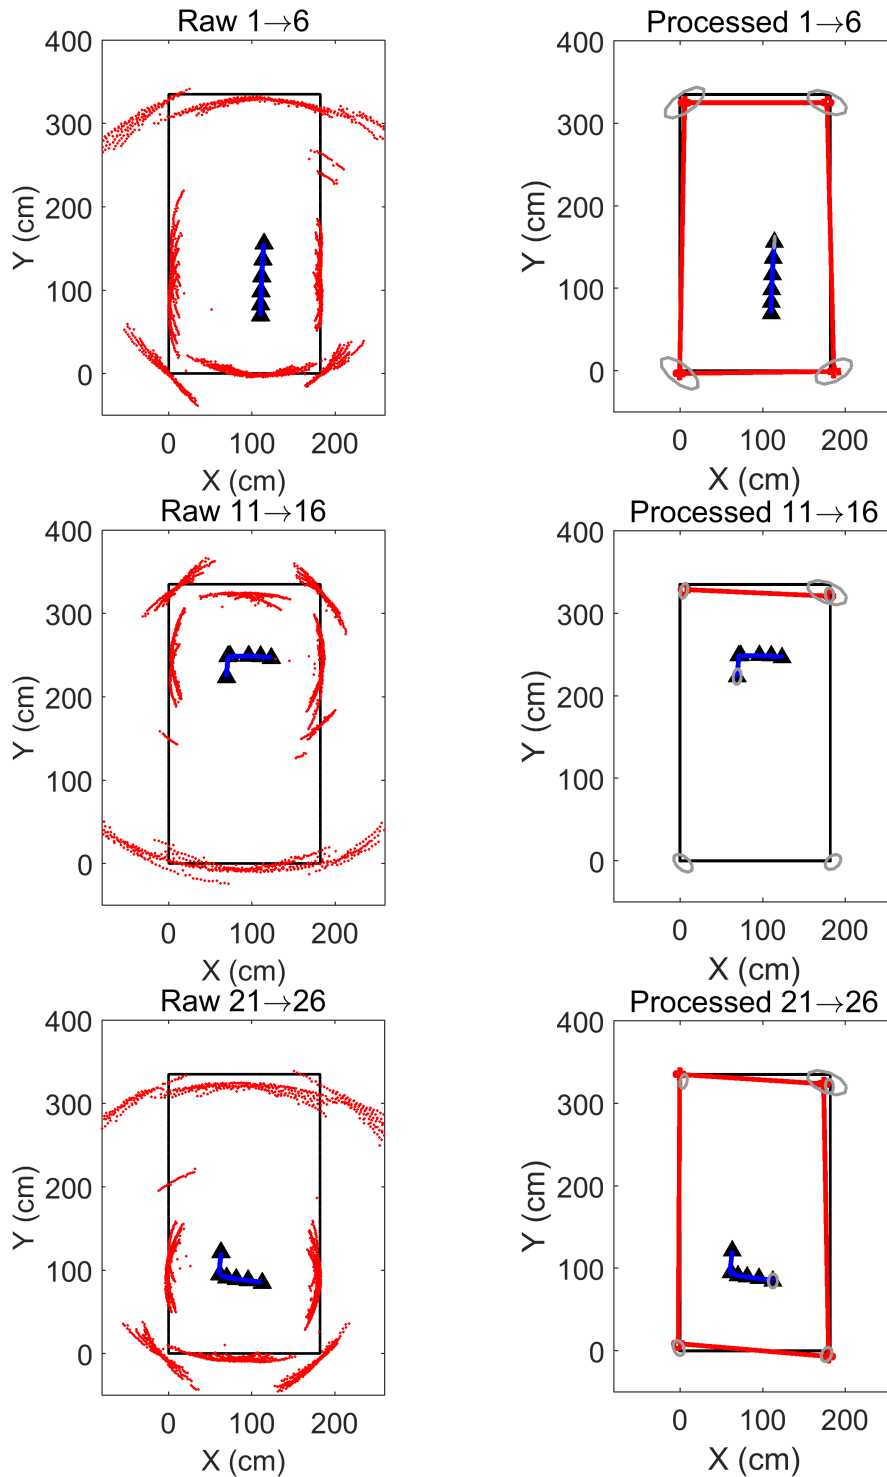 Raw 1→6
400
300
200
100
0
Y (cm)
0 100 200
X (cm)
Processed 1→6
400
300
200
100
0
Y (cm)
0 100 200
X (cm)
Raw 11→16
400
300
200
100
0
Y (cm)
0 100 200
X (cm)
Processed 11→16
400
300
200
100
0
Y (cm)
0 100 200
X (cm)
Raw 21→26
400
300
200
100
0
Y (cm)
0 100 200
X (cm)
Processed 21→26
400
300
200
100
0
Y (cm)
0 100 200
X (cm)